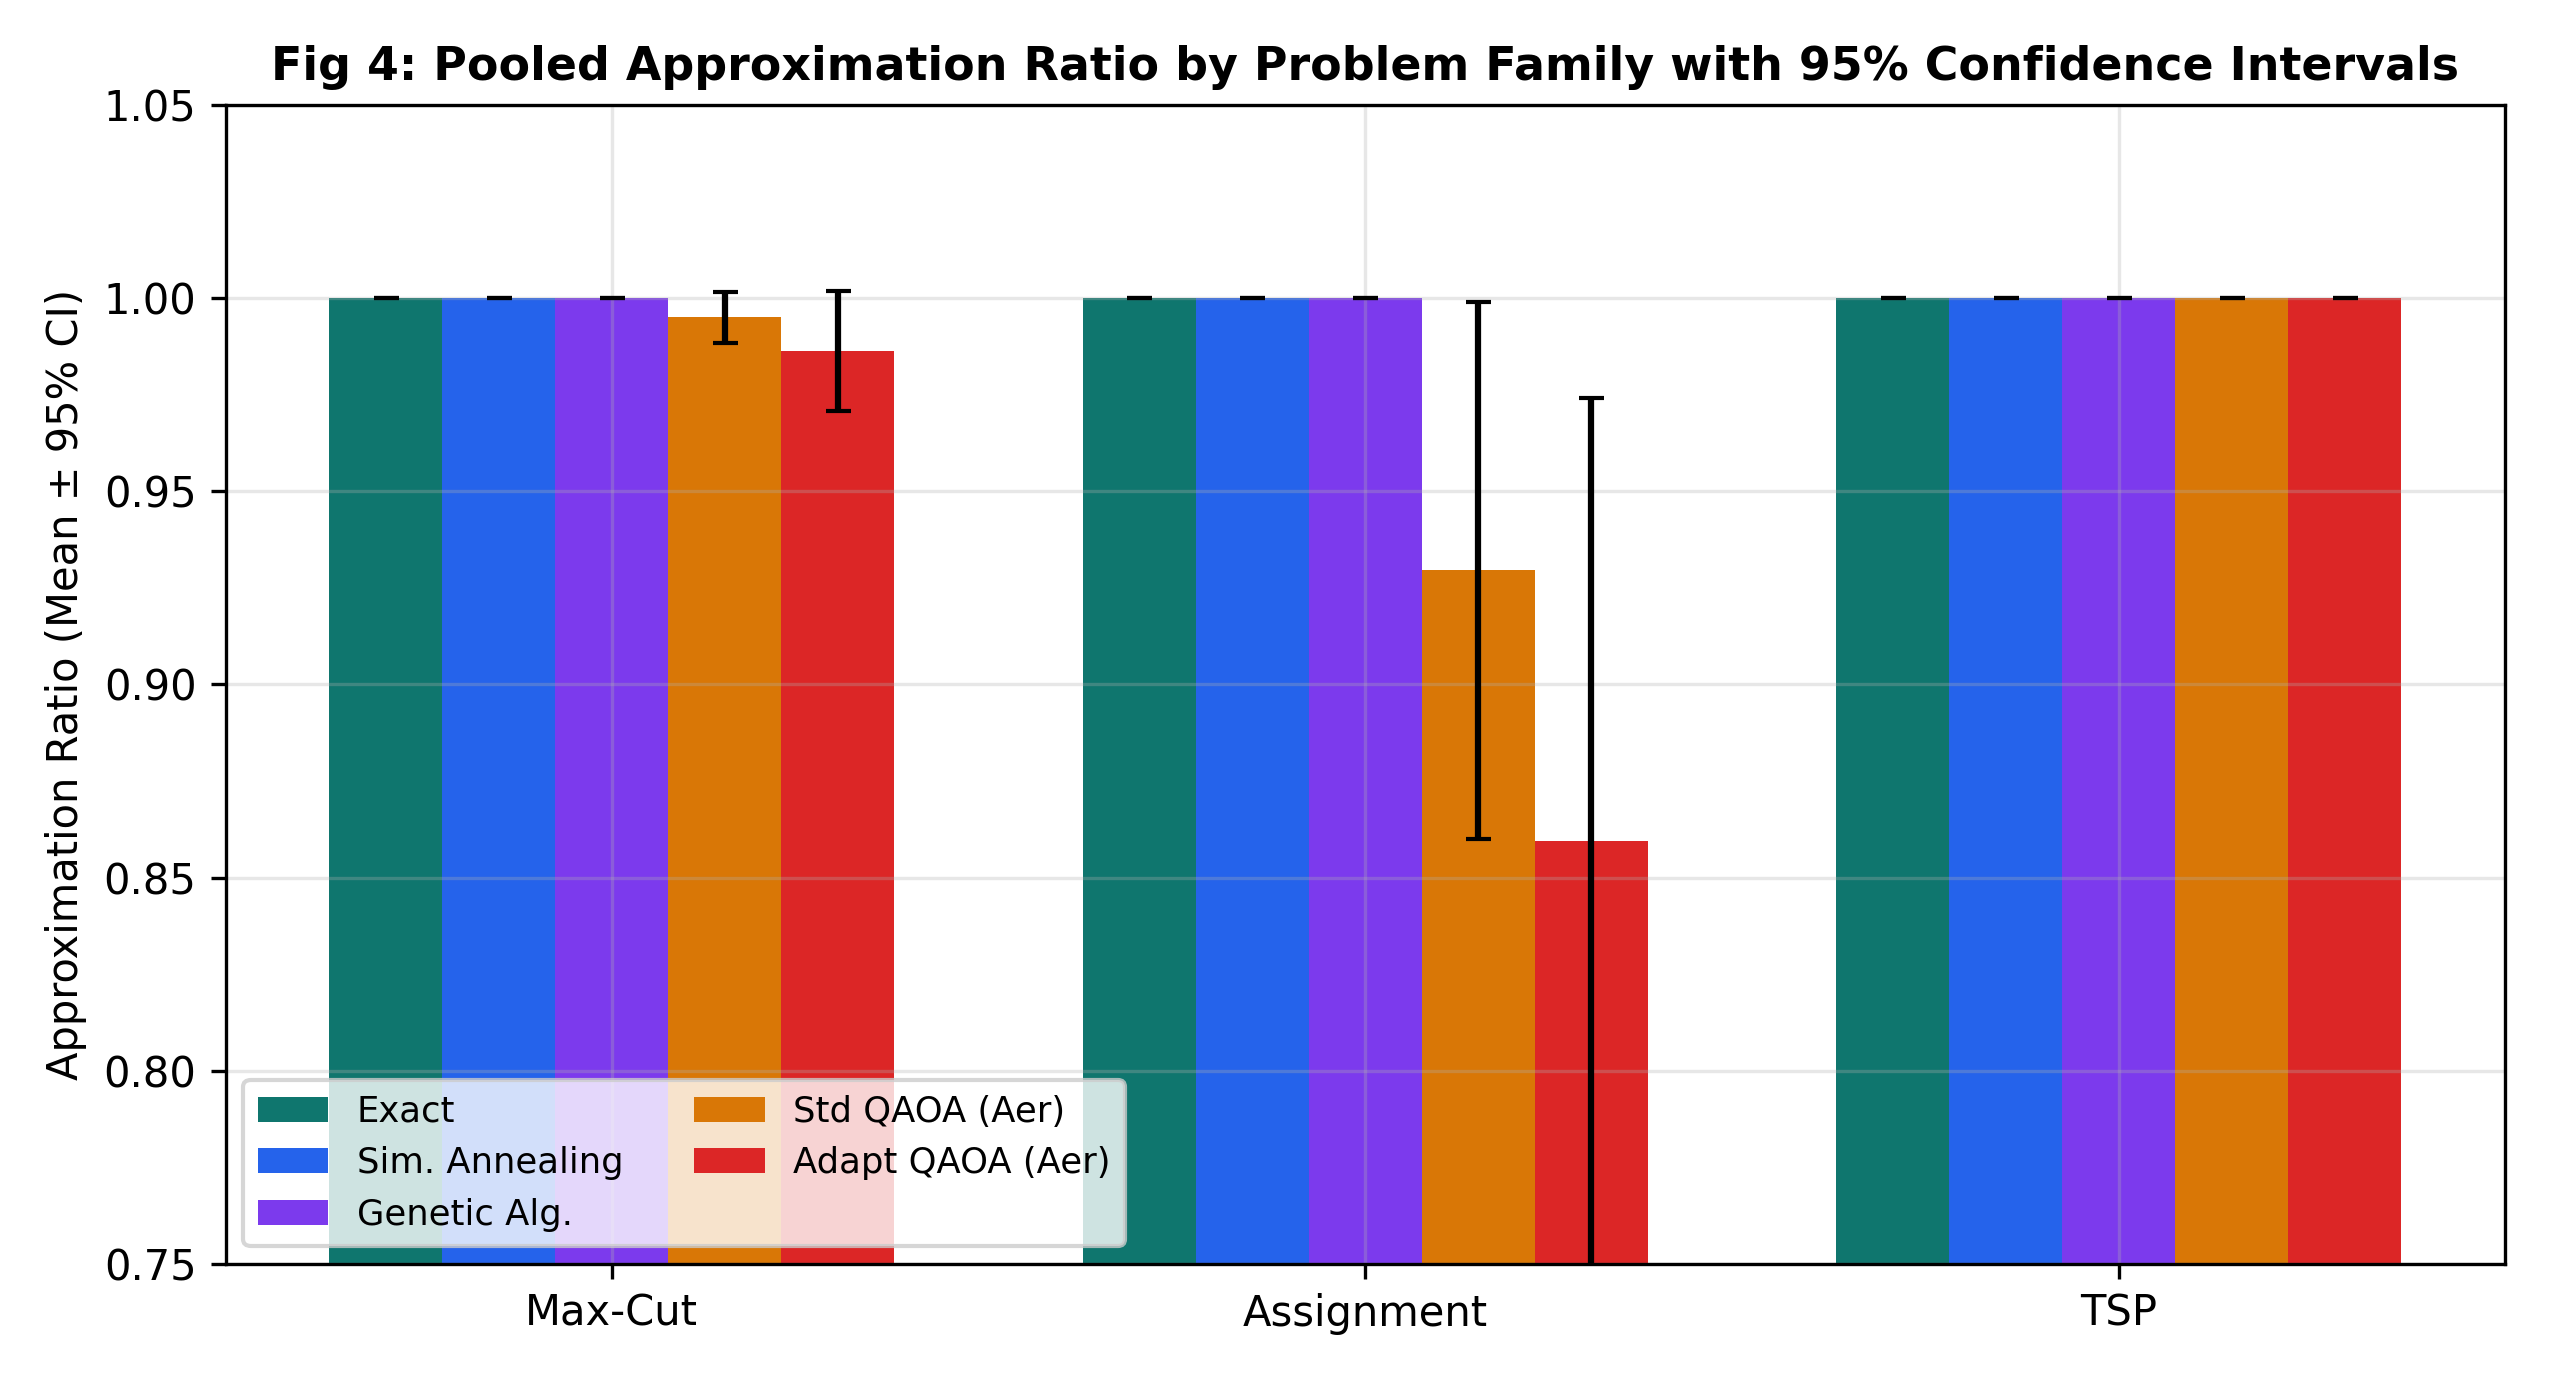 Fig 4: Pooled Approximation Ratio by Problem Family with 95% Confidence Intervals
Approximation Ratio (Mean ± 95% CI)
1.05
1.00
0.95
0.90
0.85
0.80
0.75
Exact
Sim. Annealing
Genetic Alg.
Std QAOA (Aer)
Adapt QAOA (Aer)
Max-Cut
Assignment
TSP